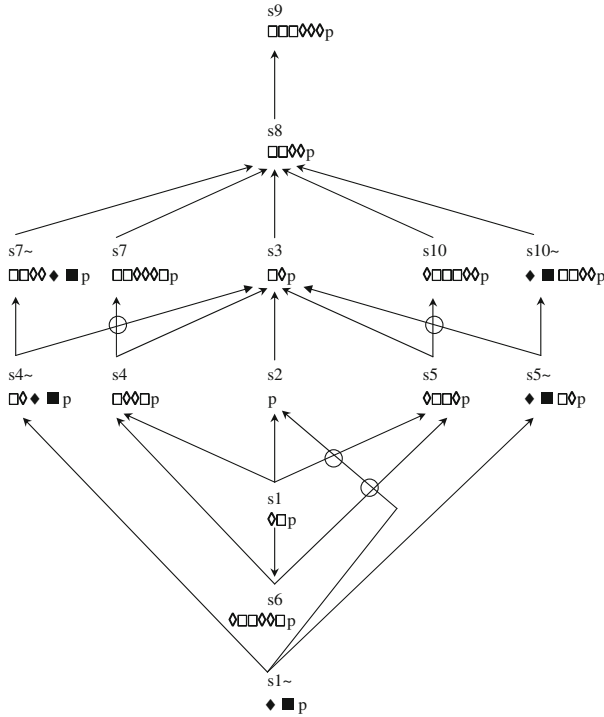 s9
□□□◊◊◊p
s8
□□◊◊p
s7~ s7 s3 s10 s10~
□□◊◊♦■p □□◊◊◊□p □◊p ◊□□□◊◊p ♦■□□◊◊p
s4~ s4 s2 s5 s5~
□◊♦■p □◊◊□p p ◊□□◊p ♦■□◊p
s1
◊□p
s6
◊□□◊◊□p
s1~
♦■p